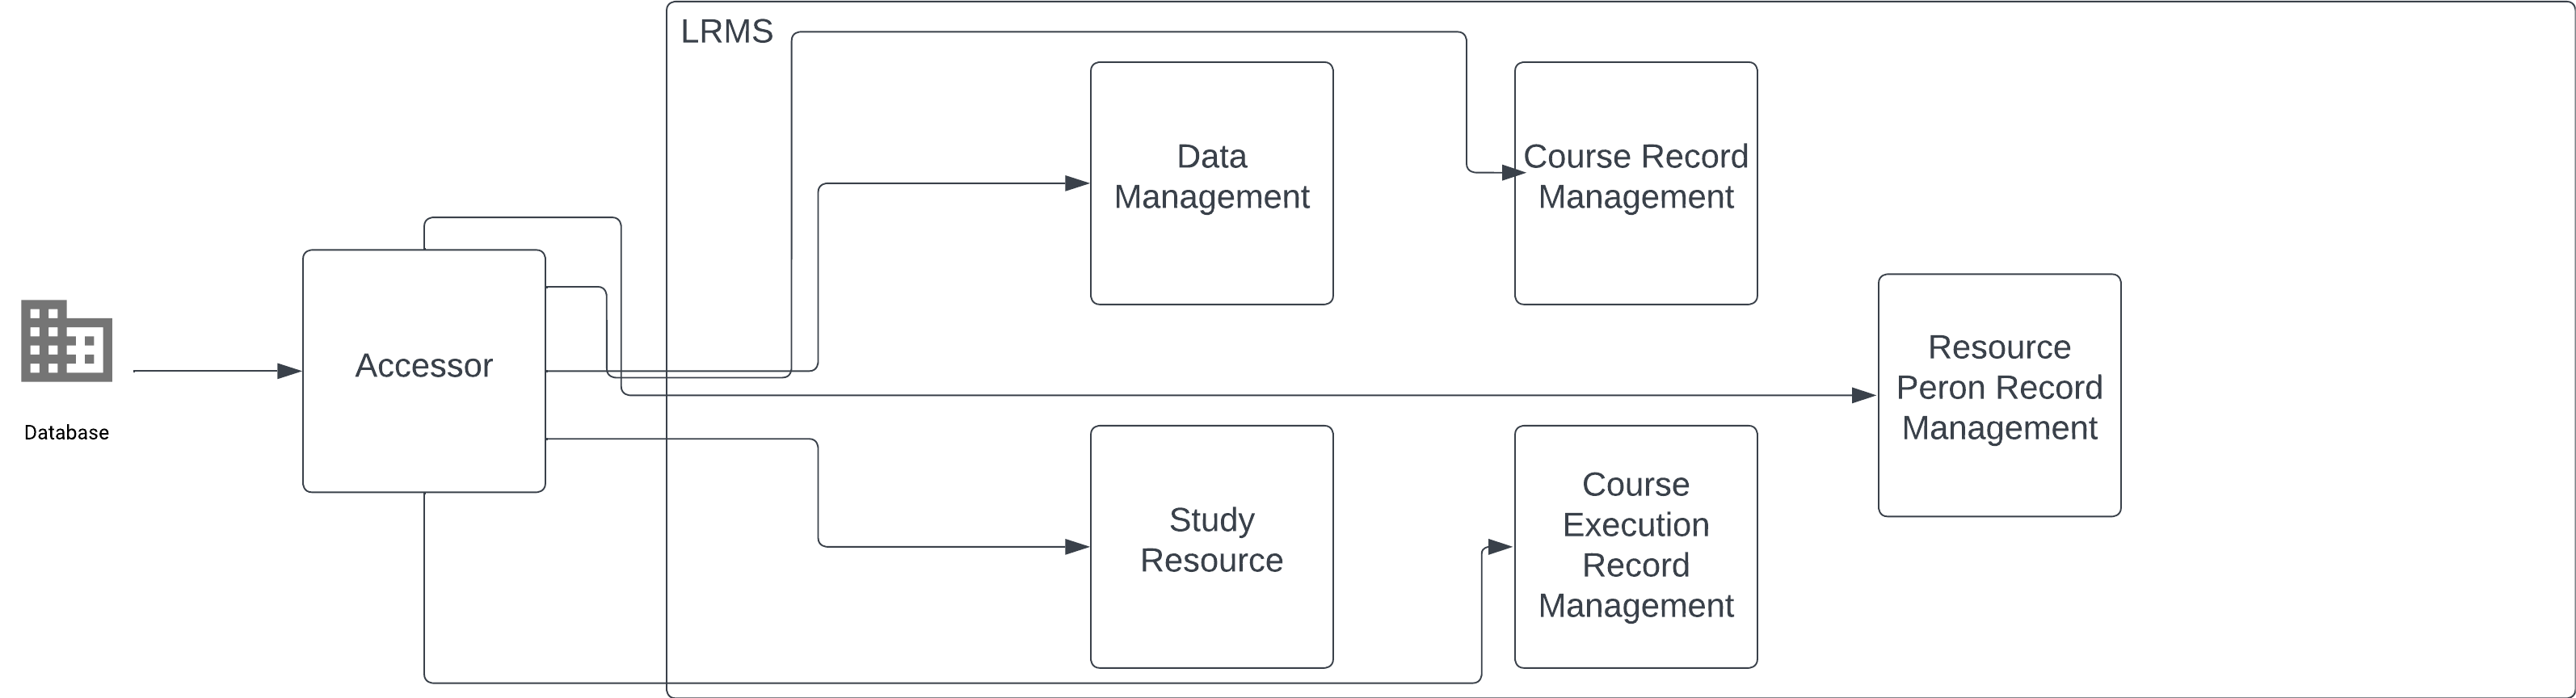 LRMS
Data
Management
Course Record
Management
Accessor
Database
Resource
Peron Record
Management
Study
Resource
Course
Execution
Record
Management